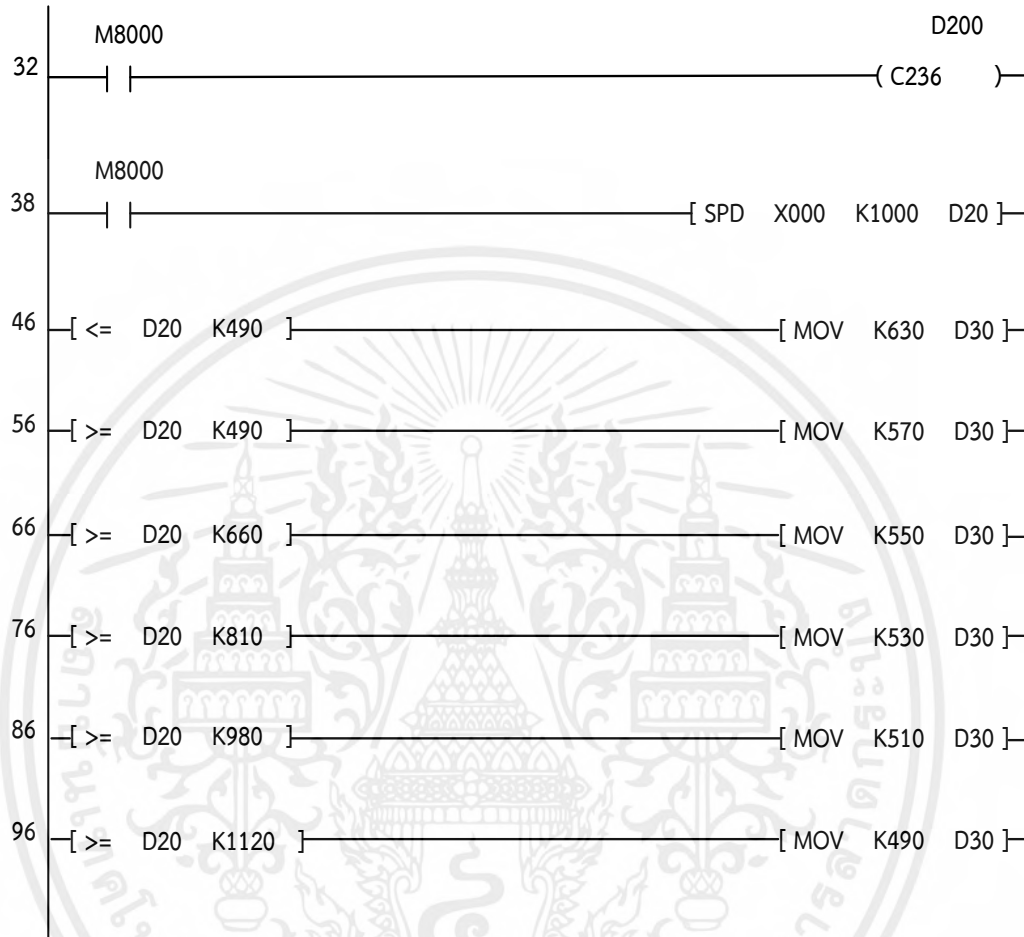 D200
M8000
32 ( C236 )
M8000
38 [ SPD X000 K1000 D20 ]
46 [ <= D20 K490 ] [ MOV K630 D30 ]
56 [ >= D20 K490 ] [ MOV K570 D30 ]
66 [ >= D20 K660 ] [ MOV K550 D30 ]
76 [ >= D20 K810 ] [ MOV K530 D30 ]
86 [ >= D20 K980 ] [ MOV K510 D30 ]
96 [ >= D20 K1120 ] [ MOV K490 D30 ]